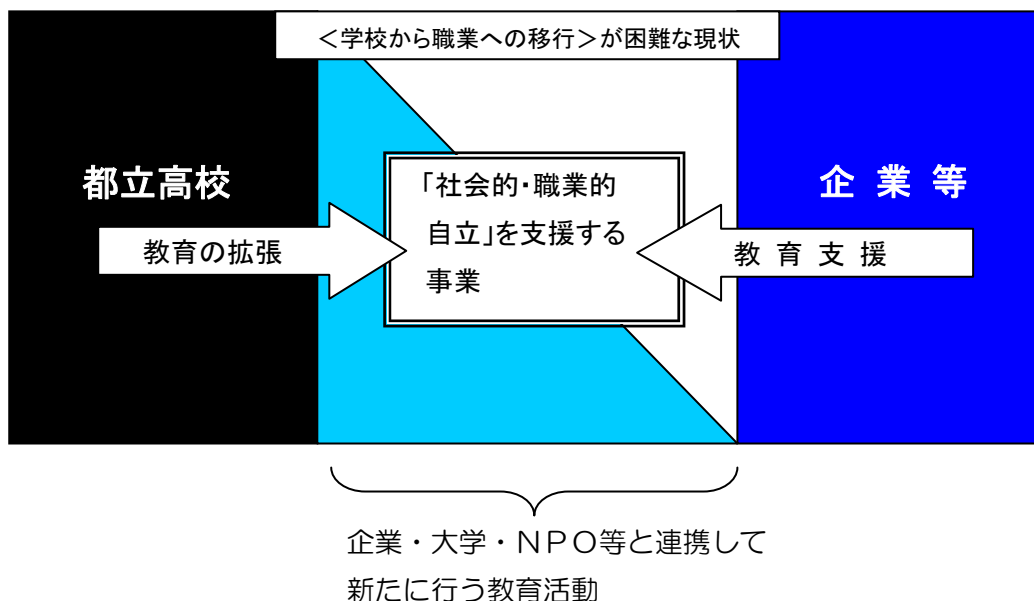 ＜学校から職業への移行＞が困難な現状
都立高校
企 業 等
「社会的・職業的
自立」を支援する
事業
教育の拡張
教 育 支 援
企業・大学・ＮＰＯ等と連携して
新たに行う教育活動